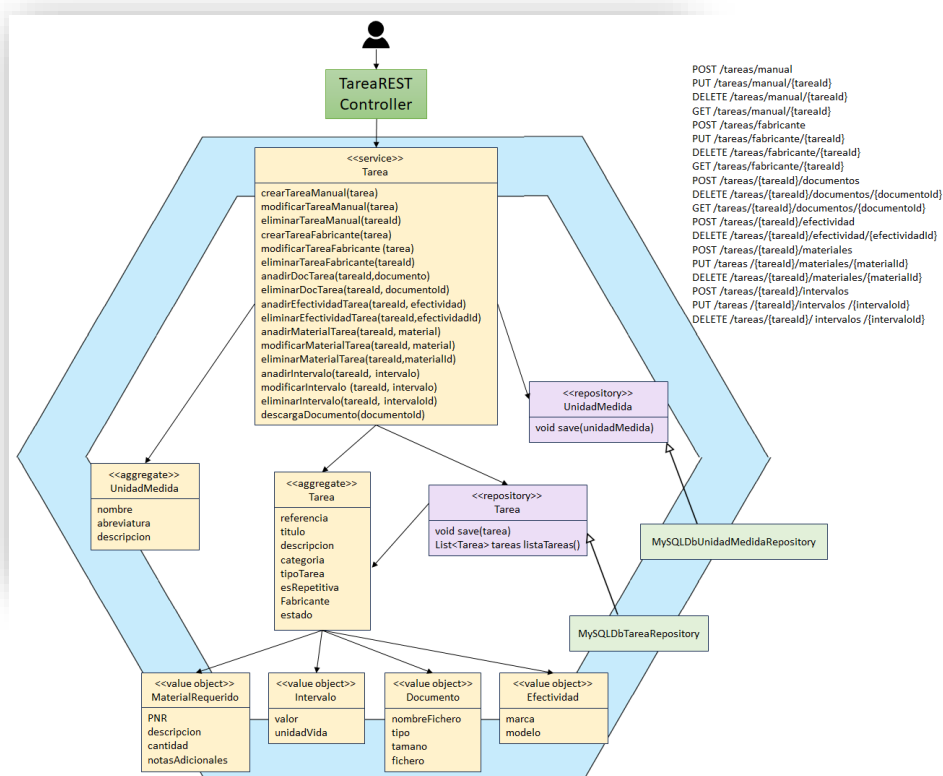 TareaREST
Controller
POST /tareas/manual
PUT /tareas/manual/{tareaId}
DELETE /tareas/manual/{tareaId}
GET /tareas/manual/{tareaId}
POST /tareas/fabricante
PUT /tareas/fabricante/{tareaId}
DELETE /tareas/fabricante/{tareaId}
GET /tareas/fabricante/{tareaId}
POST /tareas/{tareaId}/documentos
DELETE /tareas/{tareaId}/documentos/{documentoId}
GET /tareas/{tareaId}/documentos/{documentoId}
POST /tareas/{tareaId}/efectividad
DELETE /tareas/{tareaId}/efectividad/{efectividadId}
POST /tareas/{tareaId}/materiales
PUT /tareas /{tareaId}/materiales/{materialId}
DELETE /tareas/{tareaId}/materiales/{materialId}
POST /tareas/{tareaId}/intervalos
PUT /tareas /{tareaId}/intervalos /{intervaloId}
DELETE /tareas/{tareaId}/ intervalos /{intervaloId}
<<service>>
Tarea
crearTareaManual(tarea)
modificarTareaManual(tarea)
eliminarTareaManual(tareaId)
crearTareaFabricante(tarea)
modificarTareaFabricante (tarea)
eliminarTareaFabricante(tareaId)
anadirDocTarea(tareaId,documento)
eliminarDocTarea(tareaId, documentoId)
anadirEfectividadTarea(tareaId, efectividad)
eliminarEfectividadTarea(tareaId,efectividadId)
anadirMaterialTarea(tareaId, material)
modificarMaterialTarea(tareaId, material)
eliminarMaterialTarea(tareaId,materialId)
anadirIntervalo(tareaId, intervalo)
modificarIntervalo (tareaId, intervalo)
eliminarIntervalo(tareaId, intervaloId)
descargaDocumento(documentoId)
<<repository>>
UnidadMedida
void save(unidadMedida)
<<aggregate>>
UnidadMedida
nombre
abreviatura
descripcion
<<aggregate>>
Tarea
referencia
titulo
descripcion
categoria
tipoTarea
esRepetitiva
Fabricante
estado
<<repository>>
Tarea
void save(tarea)
List<Tarea> tareas listaTareas()
MySQLDbUnidadMedidaRepository
MySQLDbTareaRepository
<<value object>>
MaterialRequerido
PNR
descripcion
cantidad
notasAdicionales
<<value object>>
Intervalo
valor
unidadVida
<<value object>>
Documento
nombreFichero
tipo
tamano
fichero
<<value object>>
Efectividad
marca
modelo